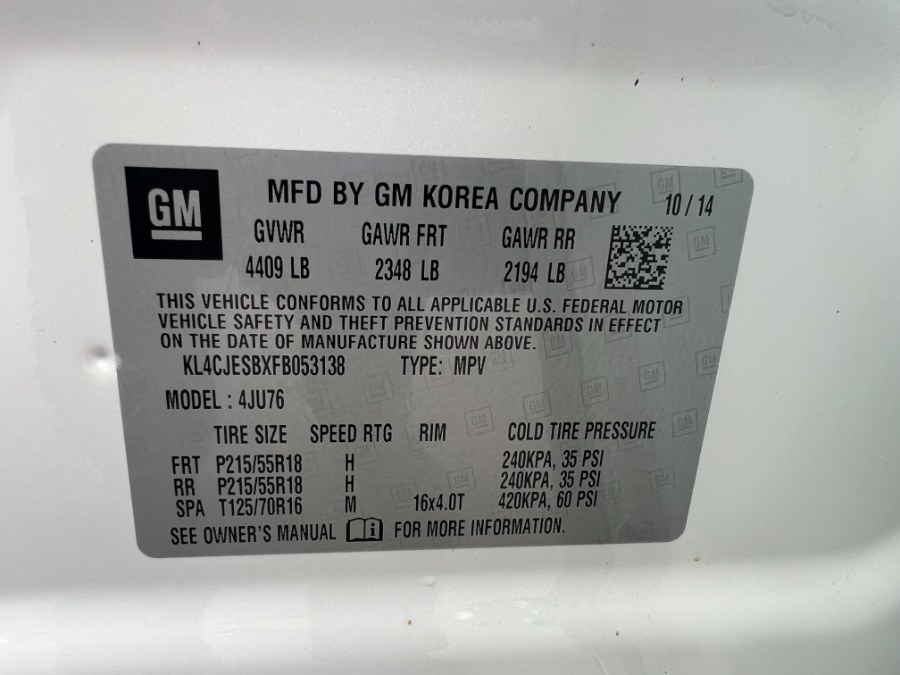 GM
MFD BY GM KOREA COMPANY 10 / 14
GVWR GAWR FRT GAWR RR
4409 LB 2348 LB 2194 LB
THIS VEHICLE CONFORMS TO ALL APPLICABLE U.S. FEDERAL MOTOR
VEHICLE SAFETY AND THEFT PREVENTION STANDARDS IN EFFECT
ON THE DATE OF MANUFACTURE SHOWN ABOVE.
KL4CJESBXFB053138 TYPE: MPV
MODEL : 4JU76
TIRE SIZE SPEED RTG RIM COLD TIRE PRESSURE
FRT P215/55R18 H 240KPA, 35 PSI
RR P215/55R18 H 240KPA, 35 PSI
SPA T125/70R16 M 16x4.0T 420KPA, 60 PSI
SEE OWNER'S MANUAL FOR MORE INFORMATION.